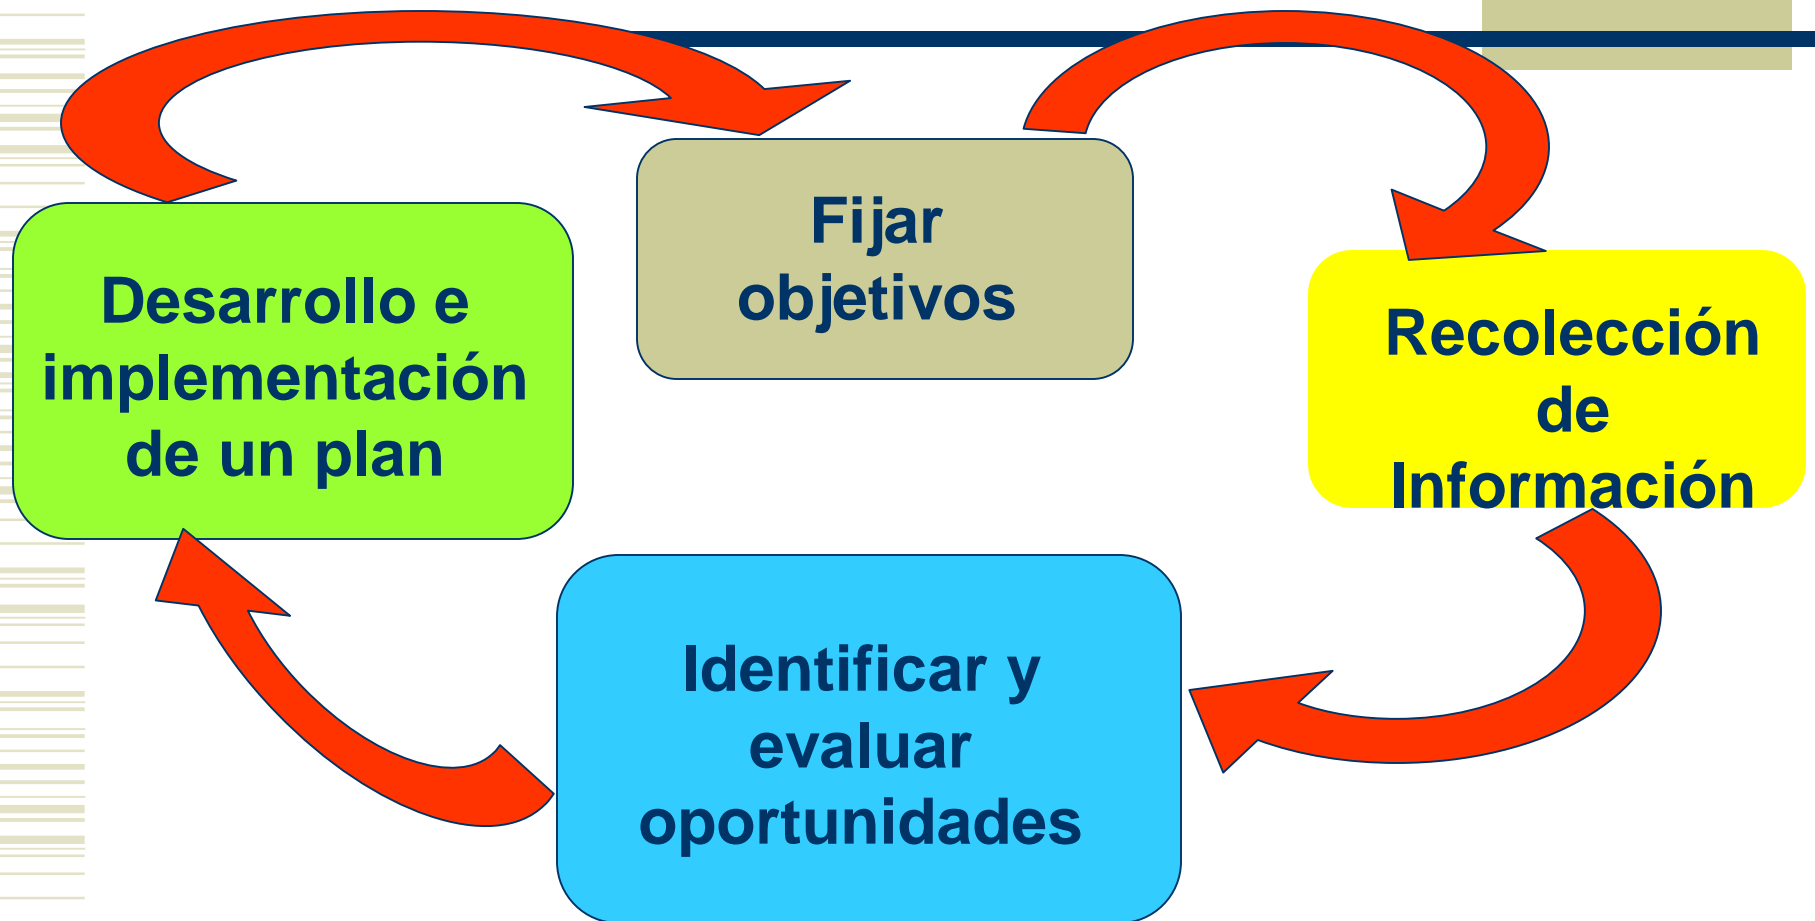 Fijar
objetivos
Recolección
de
Información
Identificar y
evaluar
oportunidades
Desarrollo e
implementación
de un plan